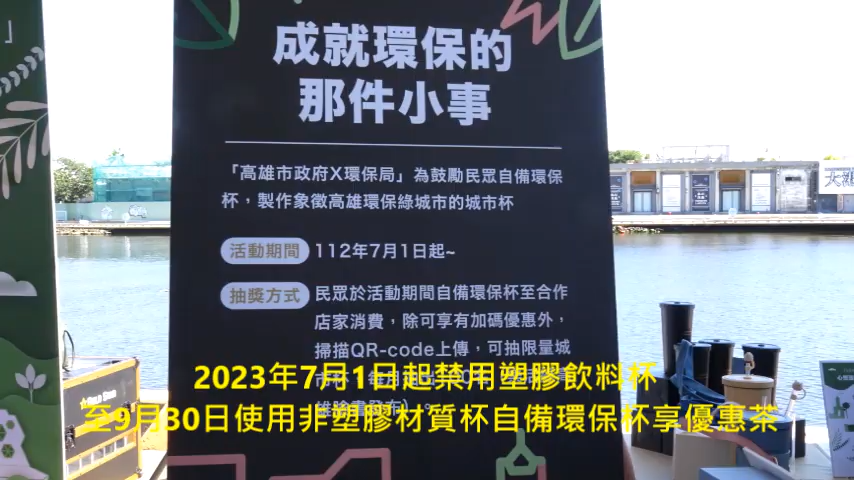 」
成就環保的
那件小事
「高雄市政府X環保局」為鼓勵民眾自備環保
杯，製作象徵高雄環保綠城市的城市杯
活動期間 112年7月1日起~
抽獎方式 民眾於活動期間自備環保杯至合作
店家消費，除可享有加碼優惠外，
掃描QR-code上傳，可抽限量城
2023年7月1日起禁用塑膠飲料杯
至9月30日使用非塑膠材質杯自備環保杯享優惠茶